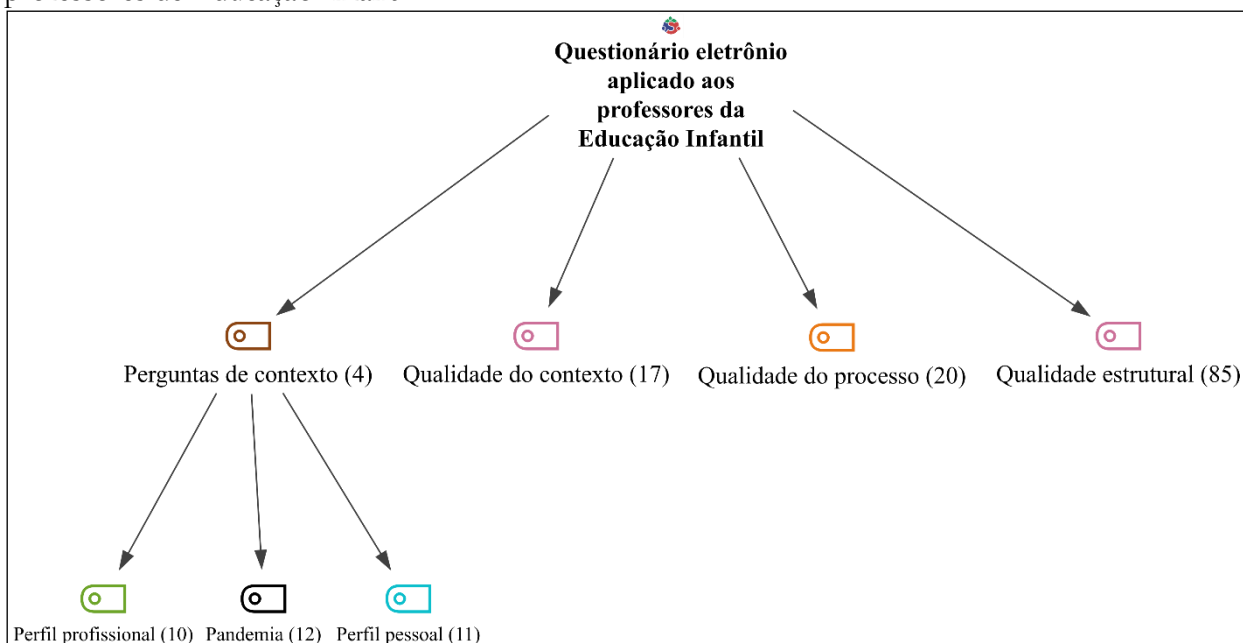 Questionário eletrônio
aplicado aos
professores da
Educação Infantil
Perguntas de contexto (4)
Qualidade do contexto (17)
Qualidade do processo (20)
Qualidade estrutural (85)
Perfil profissional (10)
Pandemia (12)
Perfil pessoal (11)